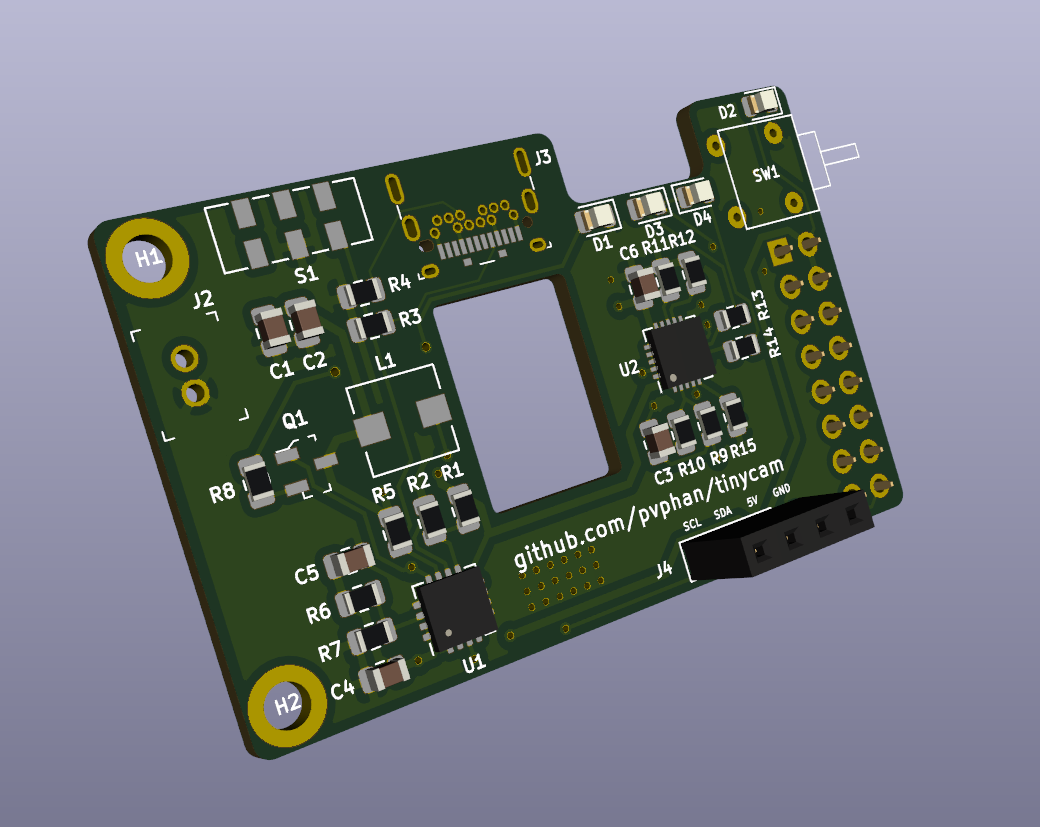 D2
J3
SW1
D4
D3
D1
H1
S1
C6 R11 R12
J2
R4
R3
R13
R14
C1 C2
L1
U2
Q1
R8
R5 R2 R1
C3 R10 R9 R15
github.com/pvphan/tinycam
SCL SDA 5V GND
J4
C5
R6
R7
C4
U1
H2